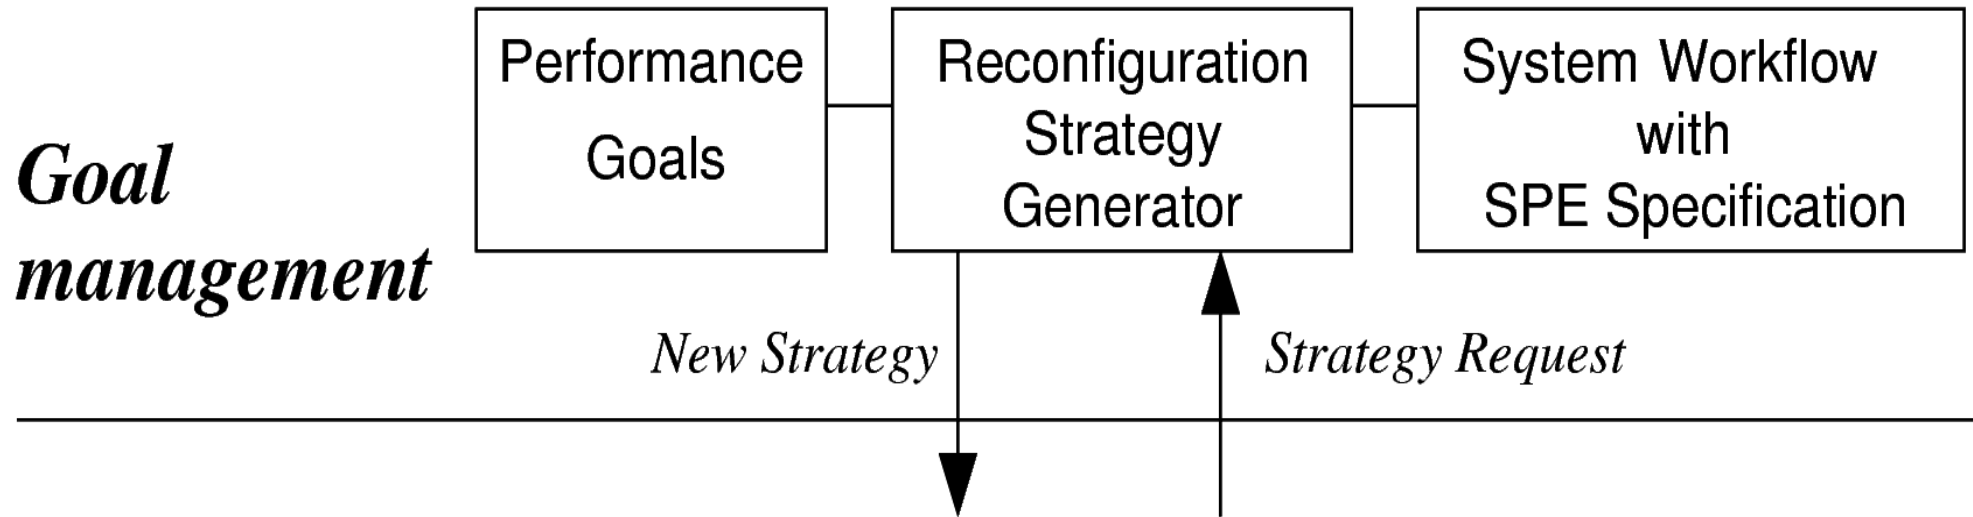 Performance
Goals
Reconfiguration
Strategy
Generator
System Workflow
with
SPE Specification
Goal
management
New Strategy
Strategy Request